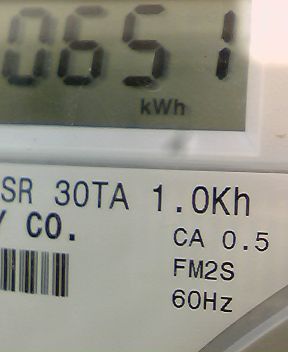 0651
kWh
SR 30TA 1.0Kh
Y CO.
CA 0.5
FM2S
60Hz